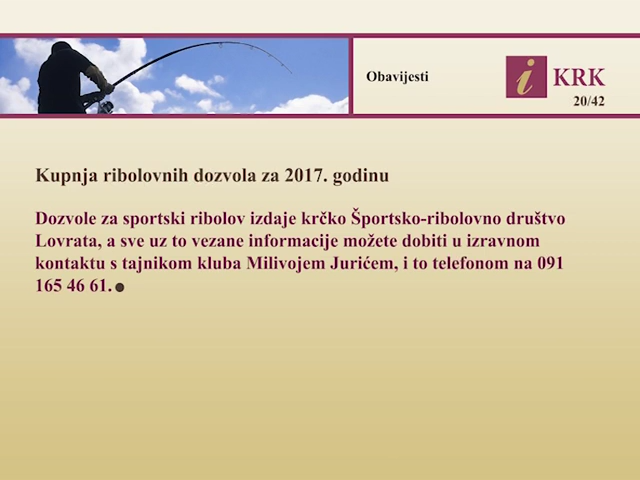 Obavijesti
i KRK
20/42
Kupnja ribolovnih dozvola za 2017. godinu
Dozvole za sportski ribolov izdaje krčko Športsko-ribolovno društvo
Lovrata, a sve uz to vezane informacije možete dobiti u izravnom
kontaktu s tajnikom kluba Milivojem Jurićem, i to telefonom na 091
165 46 61.